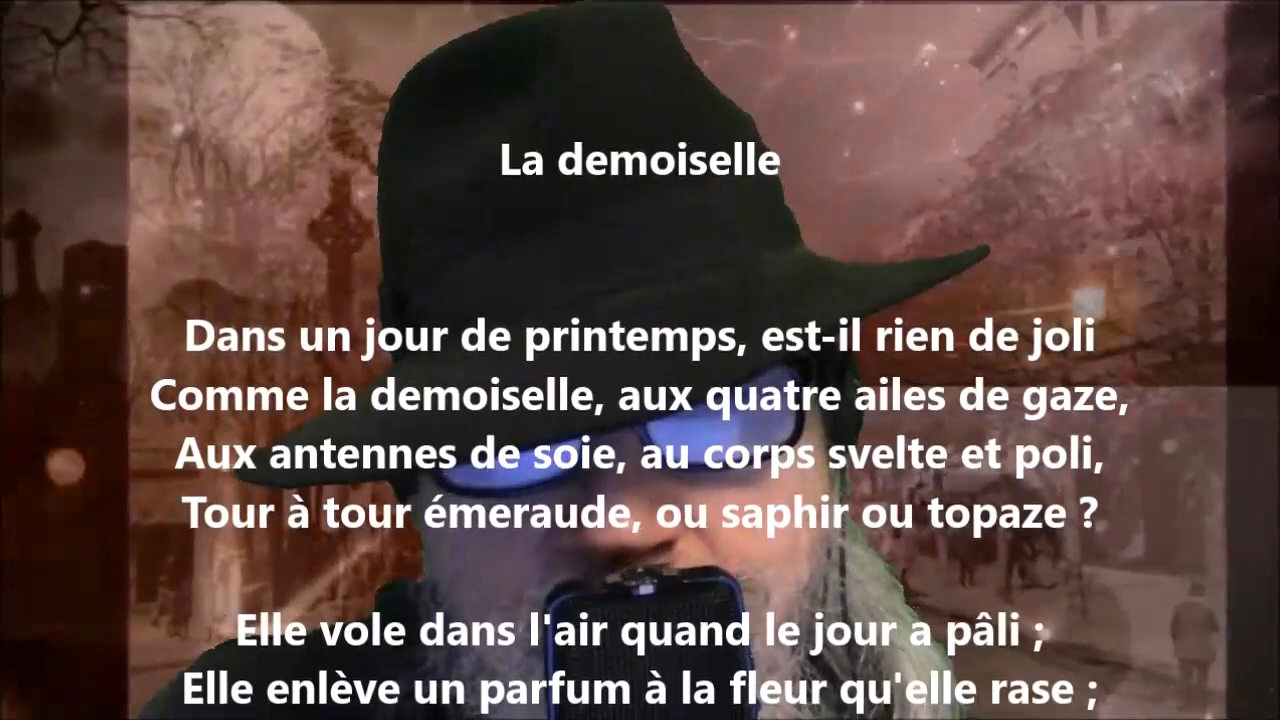 La demoiselle
Dans un jour de printemps, est-il rien de joli
Comme la demoiselle, aux quatre ailes de gaze,
Aux antennes de soie, au corps svelte et poli,
Tour à tour émeraude, ou saphir ou topaze ?
Elle vole dans l'air quand le jour a pâli ;
Elle enlève un parfum à la fleur qu'elle rase ;